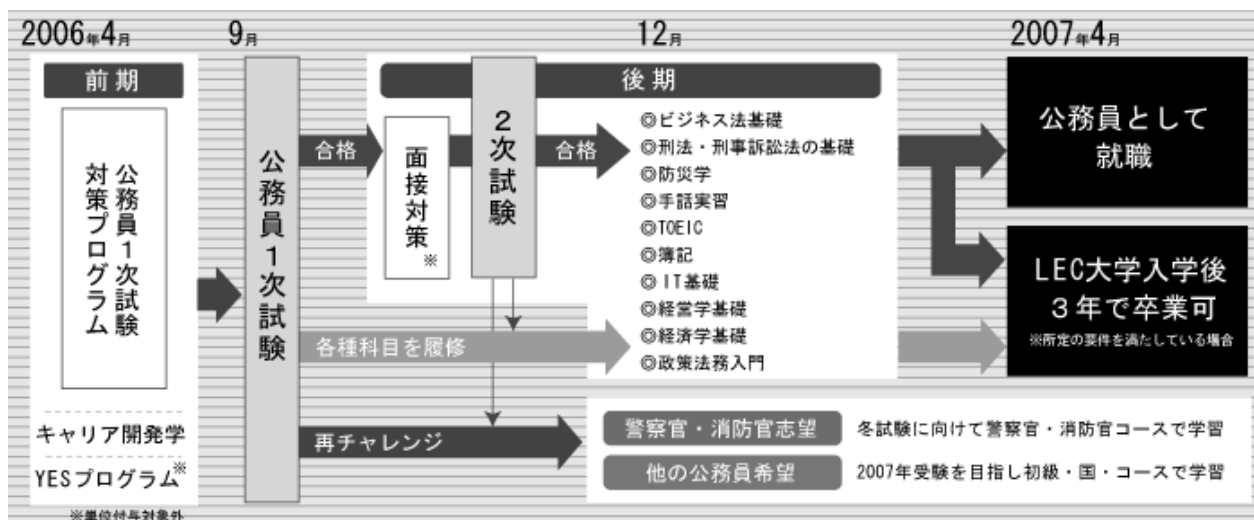 2006年4月
9月
12月
2007年4月
前期
公務員1次試験
対策プログラム
キャリア開発学
YESプログラム※
※単位付与対象外
公務員1次試験
後期
合格
面接対策※
2次試験
合格
◎ビジネス法基礎
◎刑法・刑事訴訟法の基礎
◎防災学
◎手話実習
◎TOEIC
◎簿記
◎IT基礎
◎経営学基礎
◎経済学基礎
◎政策法務入門
各種科目を履修
再チャレンジ
警察官・消防官志望
冬試験に向けて警察官・消防官コースで学習
他の公務員希望
2007年受験を目指し初級・国・コースで学習
公務員として
就職
LEC大学入学後
3年で卒業可
※所定の要件を満たしている場合